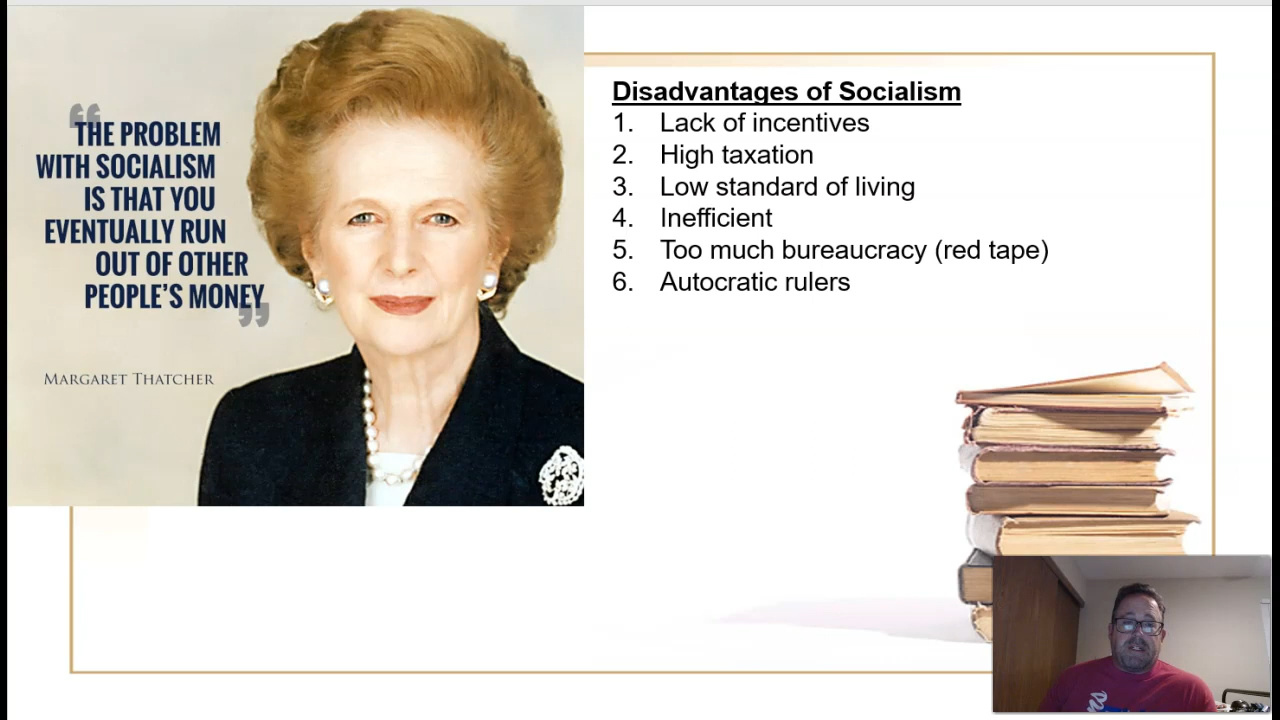 “
THE PROBLEM
WITH SOCIALISM
IS THAT YOU
EVENTUALLY RUN
OUT OF OTHER
PEOPLE’S MONEY
”
MARGARET THATCHER
Disadvantages of Socialism
1. Lack of incentives
2. High taxation
3. Low standard of living
4. Inefficient
5. Too much bureaucracy (red tape)
6. Autocratic rulers